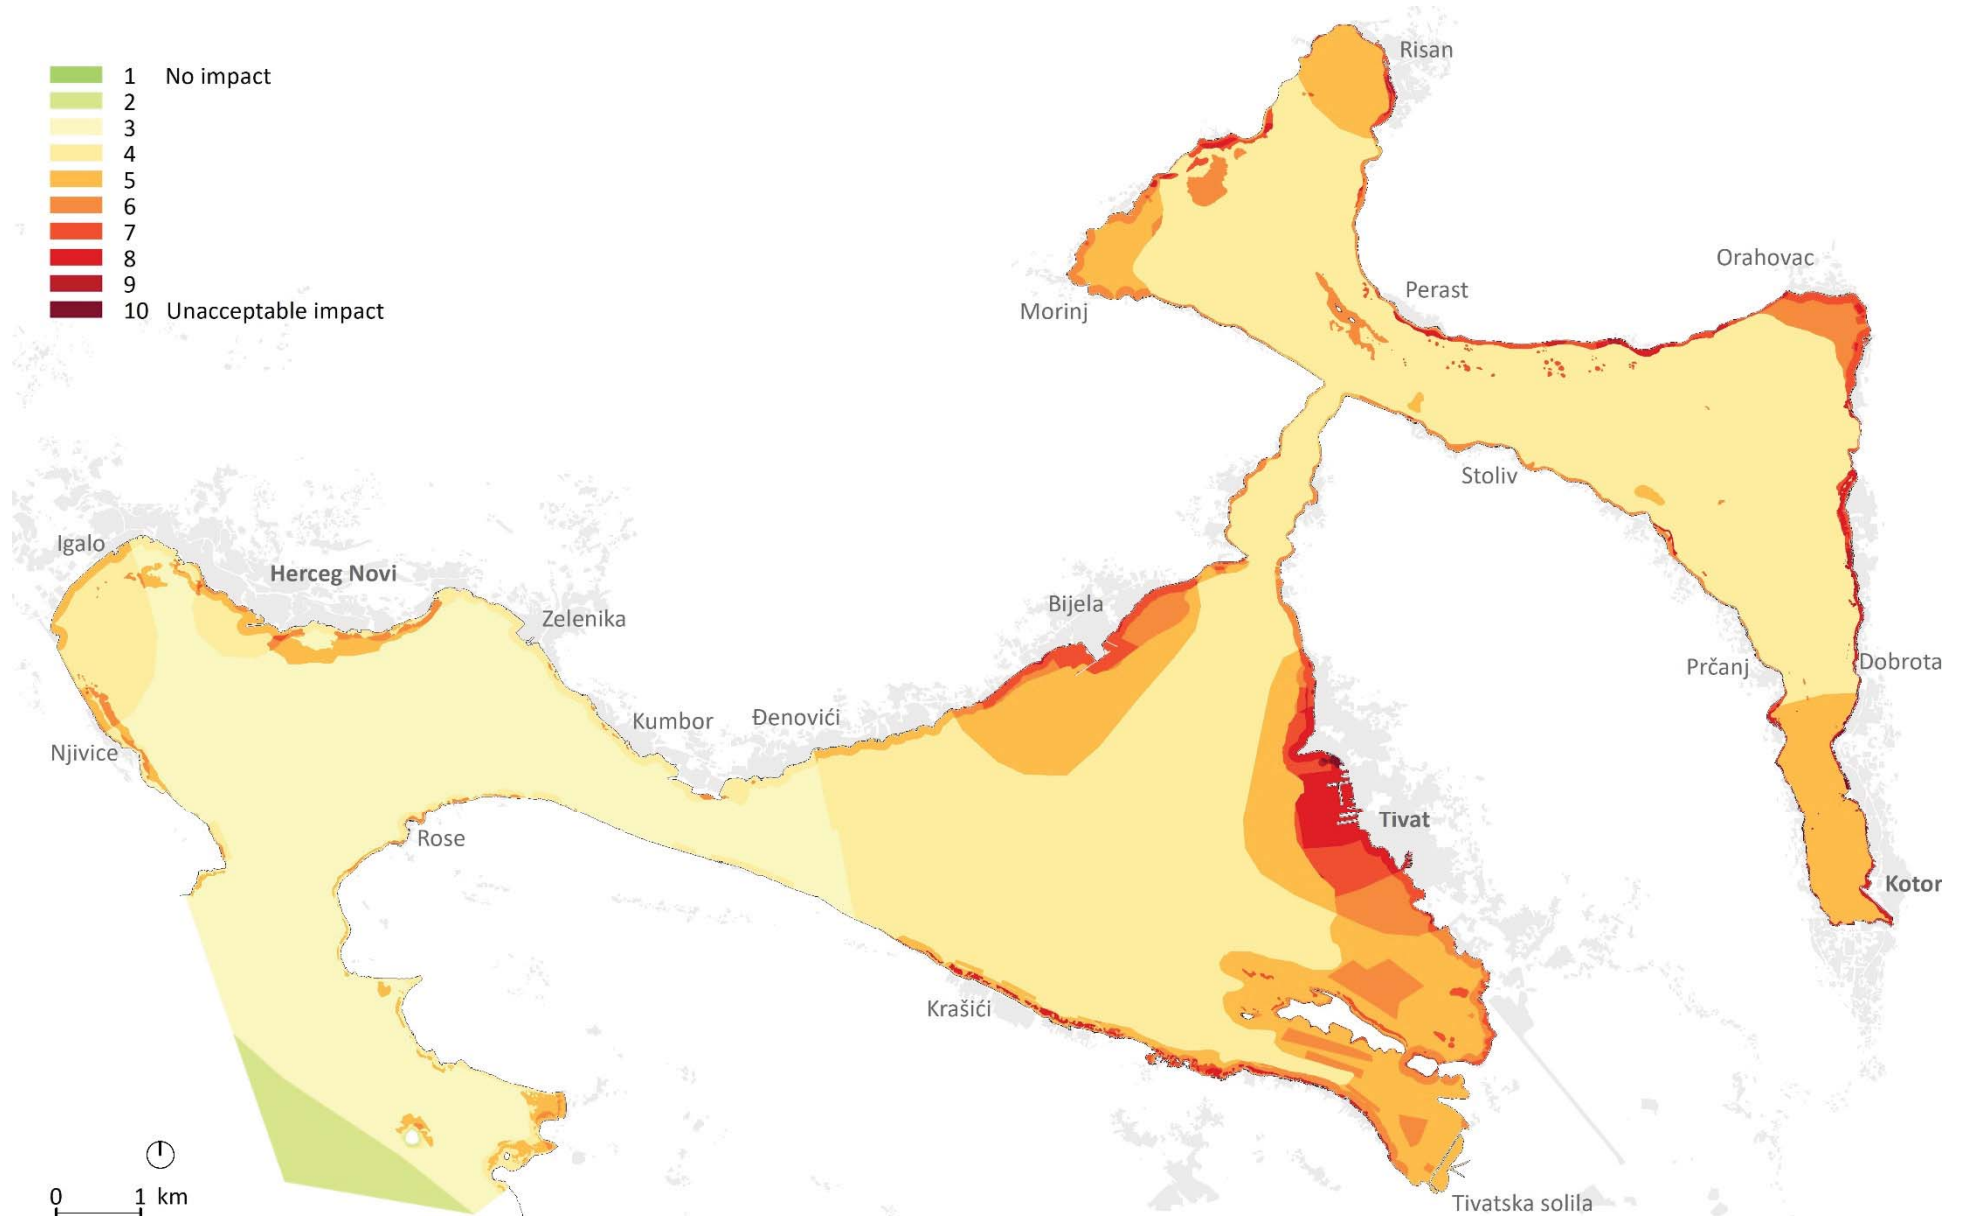 1 No impact
2
3
4
5
6
7
8
9
10 Unacceptable impact
Risan
Orahovac
Perast
Morinj
Stoliv
Igalo
Herceg Novi
Zelenika
Bijela
Prčanj
Dobrota
Kumbor
Đenovići
Njivice
Tivat
Rose
Kotor
Krašići
0 1 km
Tivatska solila